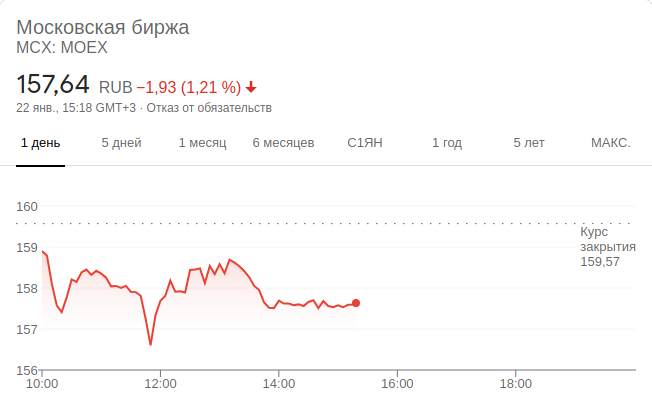 Московская биржа
MCX: MOEX
157,64 RUB −1,93 (1,21 %)
22 янв., 15:18 GMT+3 · Отказ от обязательств
1 день 5 дней 1 месяц 6 месяцев С1ЯН 1 год 5 лет МАКС.
160
Курс
закрытия
159,57
159
158
157
156
10:00 12:00 14:00 16:00 18:00